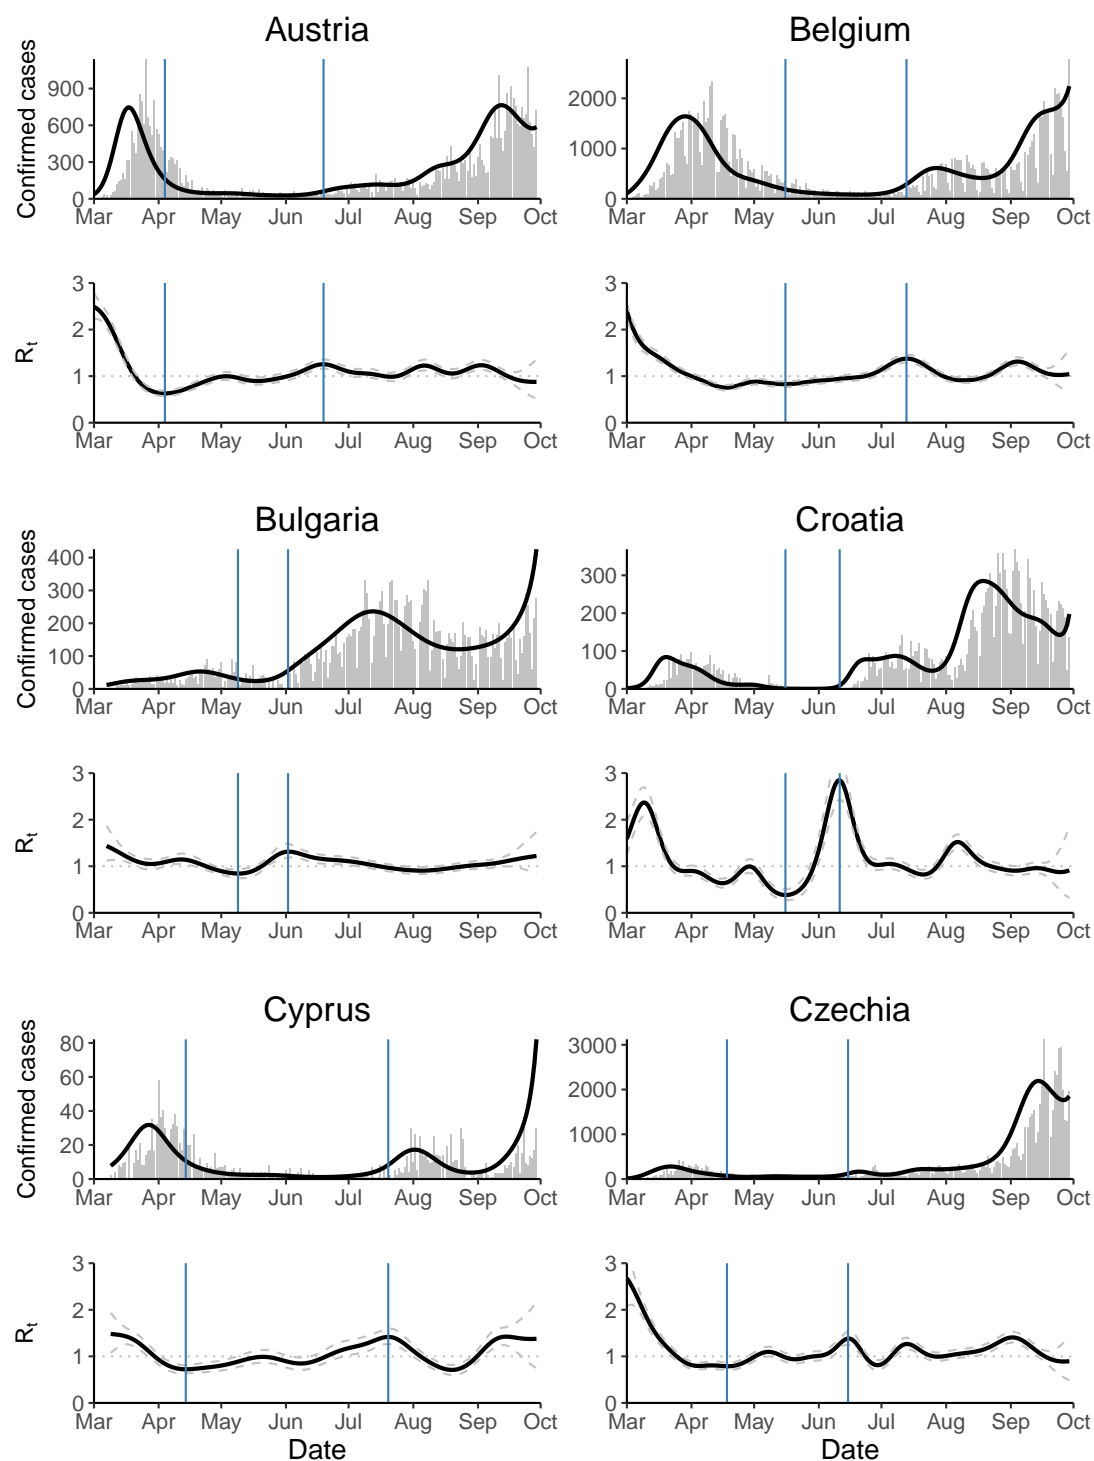 Austria
Confirmed cases
900
600
300
0
Mar Apr May Jun Jul Aug Sep Oct
Rt
3
2
1
0
Mar Apr May Jun Jul Aug Sep Oct
Belgium
2000
1000
0
Mar Apr May Jun Jul Aug Sep Oct
3
2
1
0
Mar Apr May Jun Jul Aug Sep Oct
Bulgaria
Confirmed cases
400
300
200
100
0
Mar Apr May Jun Jul Aug Sep Oct
Rt
3
2
1
0
Mar Apr May Jun Jul Aug Sep Oct
Croatia
300
200
100
0
Mar Apr May Jun Jul Aug Sep Oct
3
2
1
0
Mar Apr May Jun Jul Aug Sep Oct
Cyprus
Confirmed cases
80
60
40
20
0
Mar Apr May Jun Jul Aug Sep Oct
Rt
3
2
1
0
Mar Apr May Jun Jul Aug Sep Oct
Date
Czechia
3000
2000
1000
0
Mar Apr May Jun Jul Aug Sep Oct
3
2
1
0
Mar Apr May Jun Jul Aug Sep Oct
Date